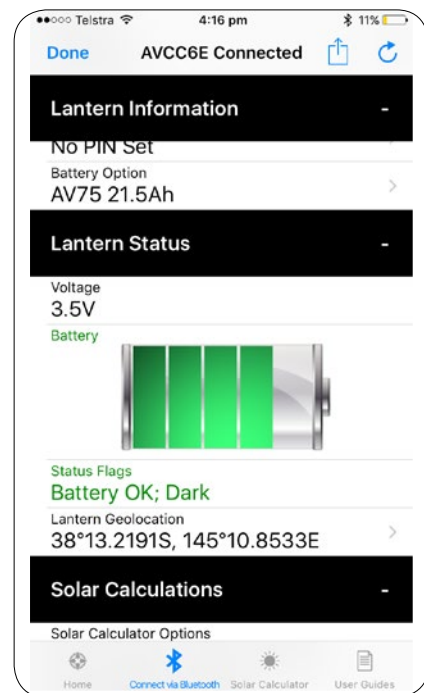 Telstra 4:16 pm 11%
Done AVCC6E Connected
Lantern Information -
No PIN Set
Battery Option
AV75 21.5Ah
Lantern Status -
Voltage
3.5V
Battery
Status Flags
Battery OK; Dark
Lantern Geolocation
38°13.2191S, 145°10.8533E
Solar Calculations -
Solar Calculator Options
Home Connect via Bluetooth Solar Calculator User Guides